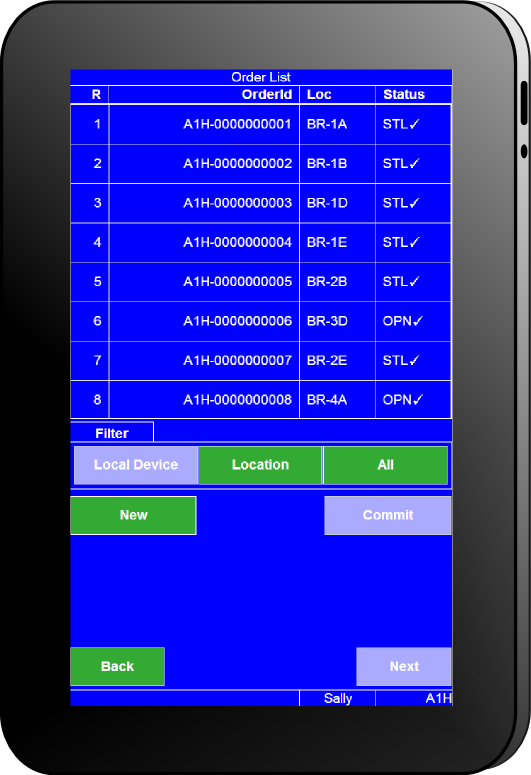 Order List
R OrderId Loc Status
1 A1H-0000000001 BR-1A STL✓
2 A1H-0000000002 BR-1B STL✓
3 A1H-0000000003 BR-1D STL✓
4 A1H-0000000004 BR-1E STL✓
5 A1H-0000000005 BR-2B STL✓
6 A1H-0000000006 BR-3D OPN✓
7 A1H-0000000007 BR-2E STL✓
8 A1H-0000000008 BR-4A OPN✓
Filter
Local Device Location All
New Commit
Back Next
Sally A1H